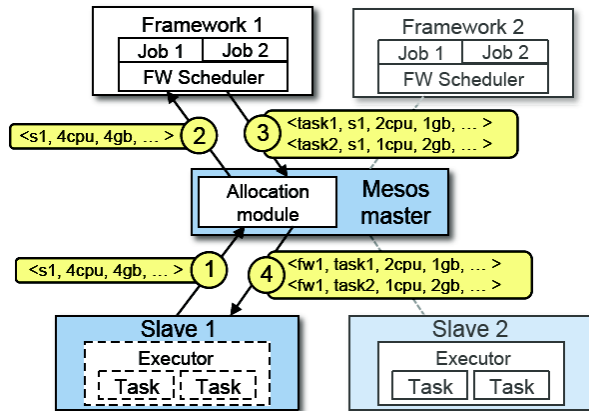 Framework 1
Job 1 Job 2
FW Scheduler
Framework 2
Job 1 Job 2
FW Scheduler
<s1, 4cpu, 4gb, ... >
2
3
<task1, s1, 2cpu, 1gb, ... >
<task2, s1, 1cpu, 2gb, ... >
Allocation
module
Mesos
master
<s1, 4cpu, 4gb, ... >
1
4
<fw1, task1, 2cpu, 1gb, ... >
<fw1, task2, 1cpu, 2gb, ... >
Slave 1
Executor
Task Task
Slave 2
Executor
Task Task